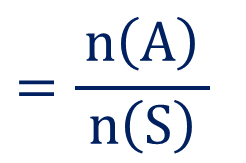 = n(A)
n(S)